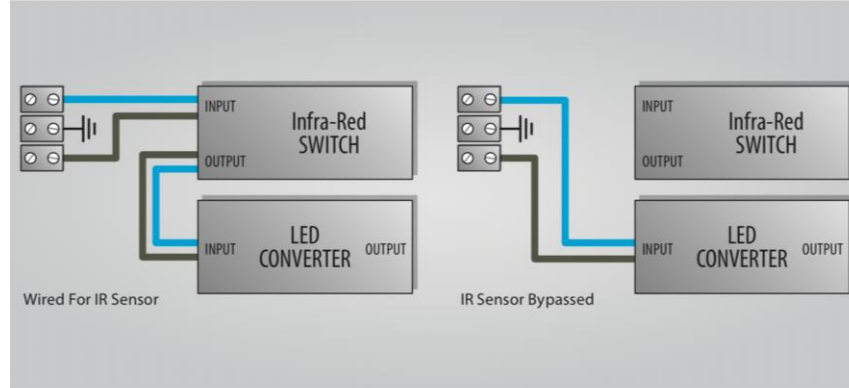 INPUT
Infra-Red
SWITCH
OUTPUT
INPUT
LED
CONVERTER
OUTPUT
Wired For IR Sensor
INPUT
Infra-Red
SWITCH
OUTPUT
INPUT
LED
CONVERTER
OUTPUT
IR Sensor Bypassed